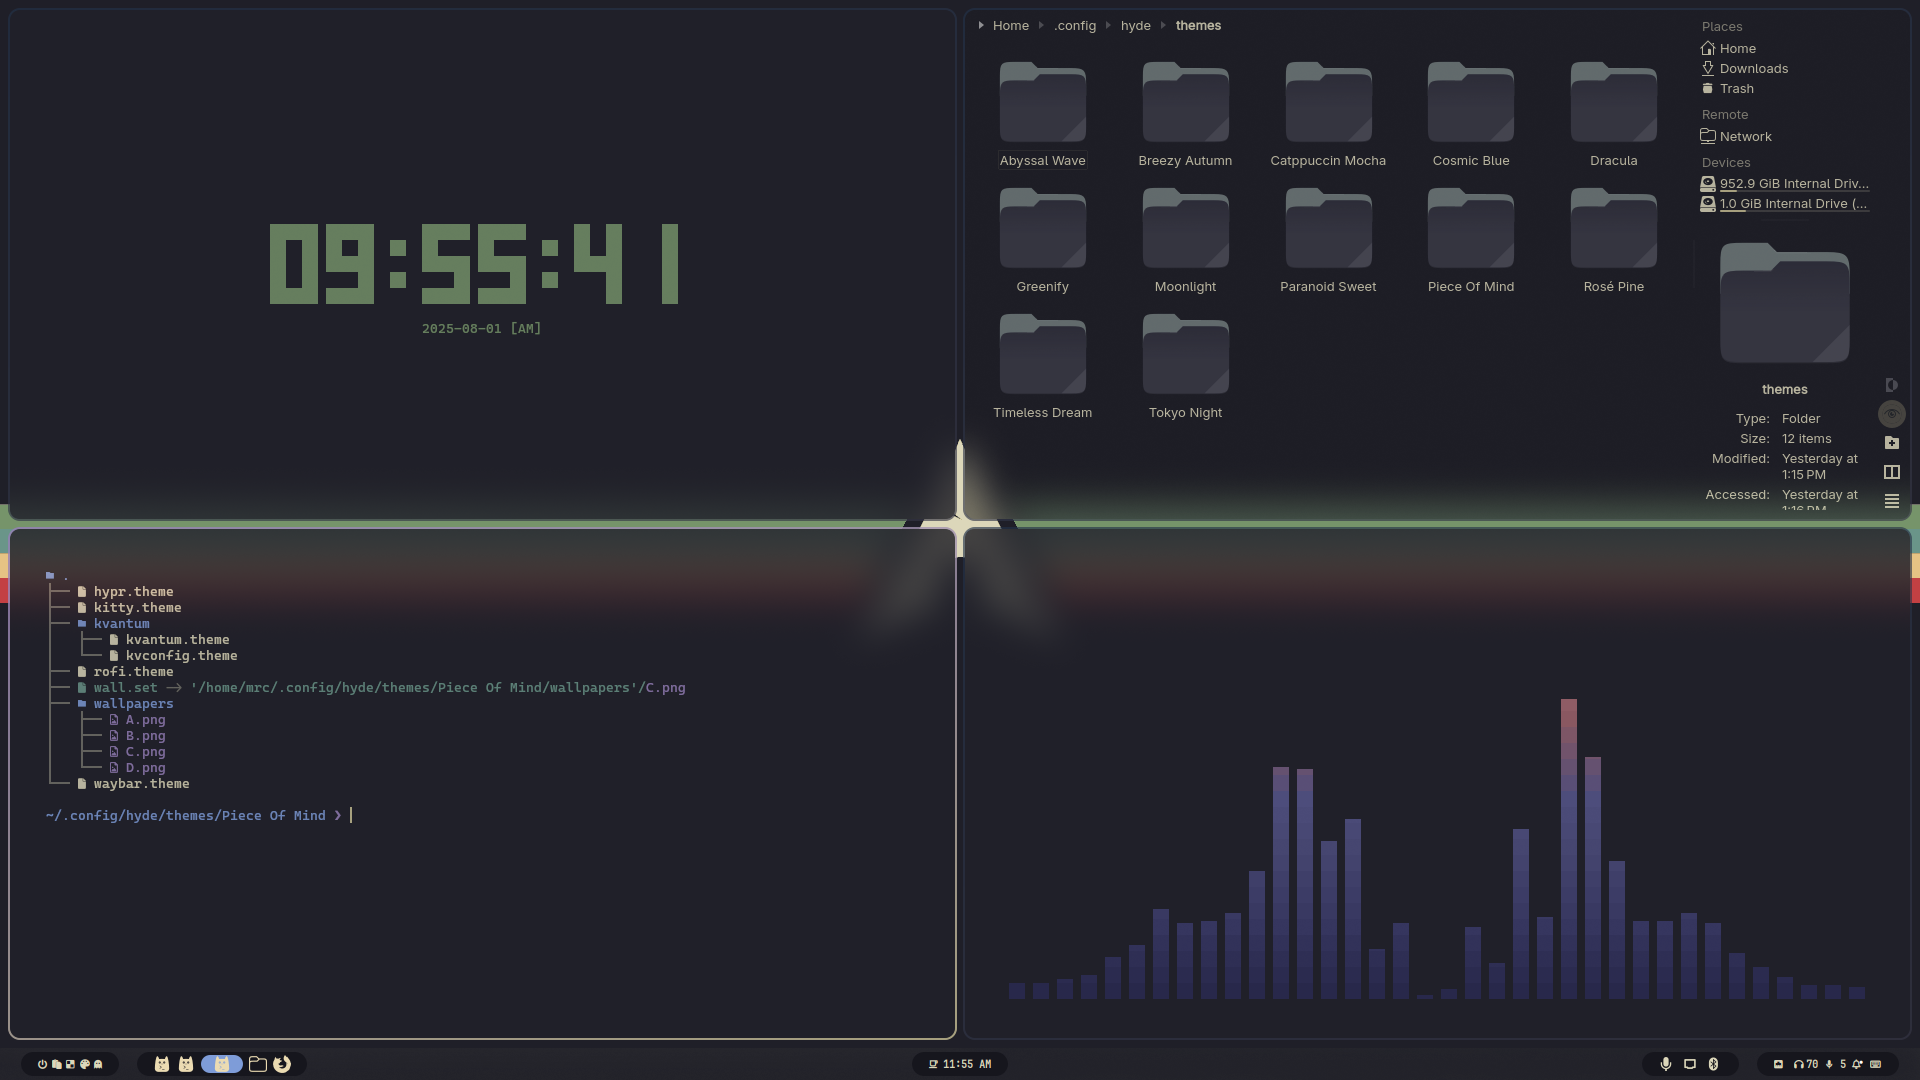 09:55:41
2025-08-01 [AM]
Home .config hyde themes
Abyssal Wave Breezy Autumn Catppuccin Mocha Cosmic Blue Dracula
Greenify Moonlight Paranoid Sweet Piece Of Mind Rosé Pine
Timeless Dream Tokyo Night
Places
Home
Downloads
Trash
Remote
Network
Devices
952.9 GiB Internal Driv...
1.0 GiB Internal Drive (...
themes
Type: Folder
Size: 12 items
Modified: Yesterday at
1:15 PM
Accessed: Yesterday at
.
hypr.theme
kitty.theme
kvantum
kvantum.theme
kvconfig.theme
rofi.theme
wall.set -> '/home/mrc/.config/hyde/themes/Piece Of Mind/wallpapers'/C.png
wallpapers
A.png
B.png
C.png
D.png
waybar.theme
~/.config/hyde/themes/Piece Of Mind ❯
11:55 AM
70 5